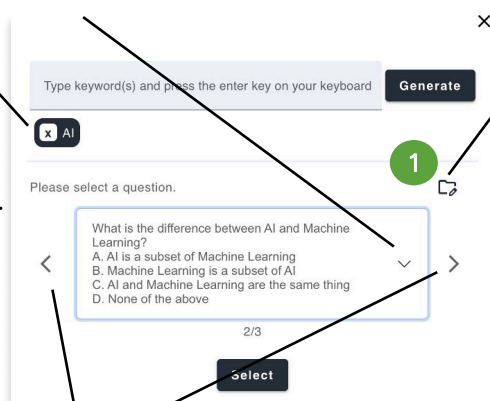 Type keyword(s) and press the enter key on your keyboard
Generate
x AI
1
Please select a question.
What is the difference between AI and Machine
Learning?
A. AI is a subset of Machine Learning
B. Machine Learning is a subset of AI
C. AI and Machine Learning are the same thing
D. None of the above
2/3
Select